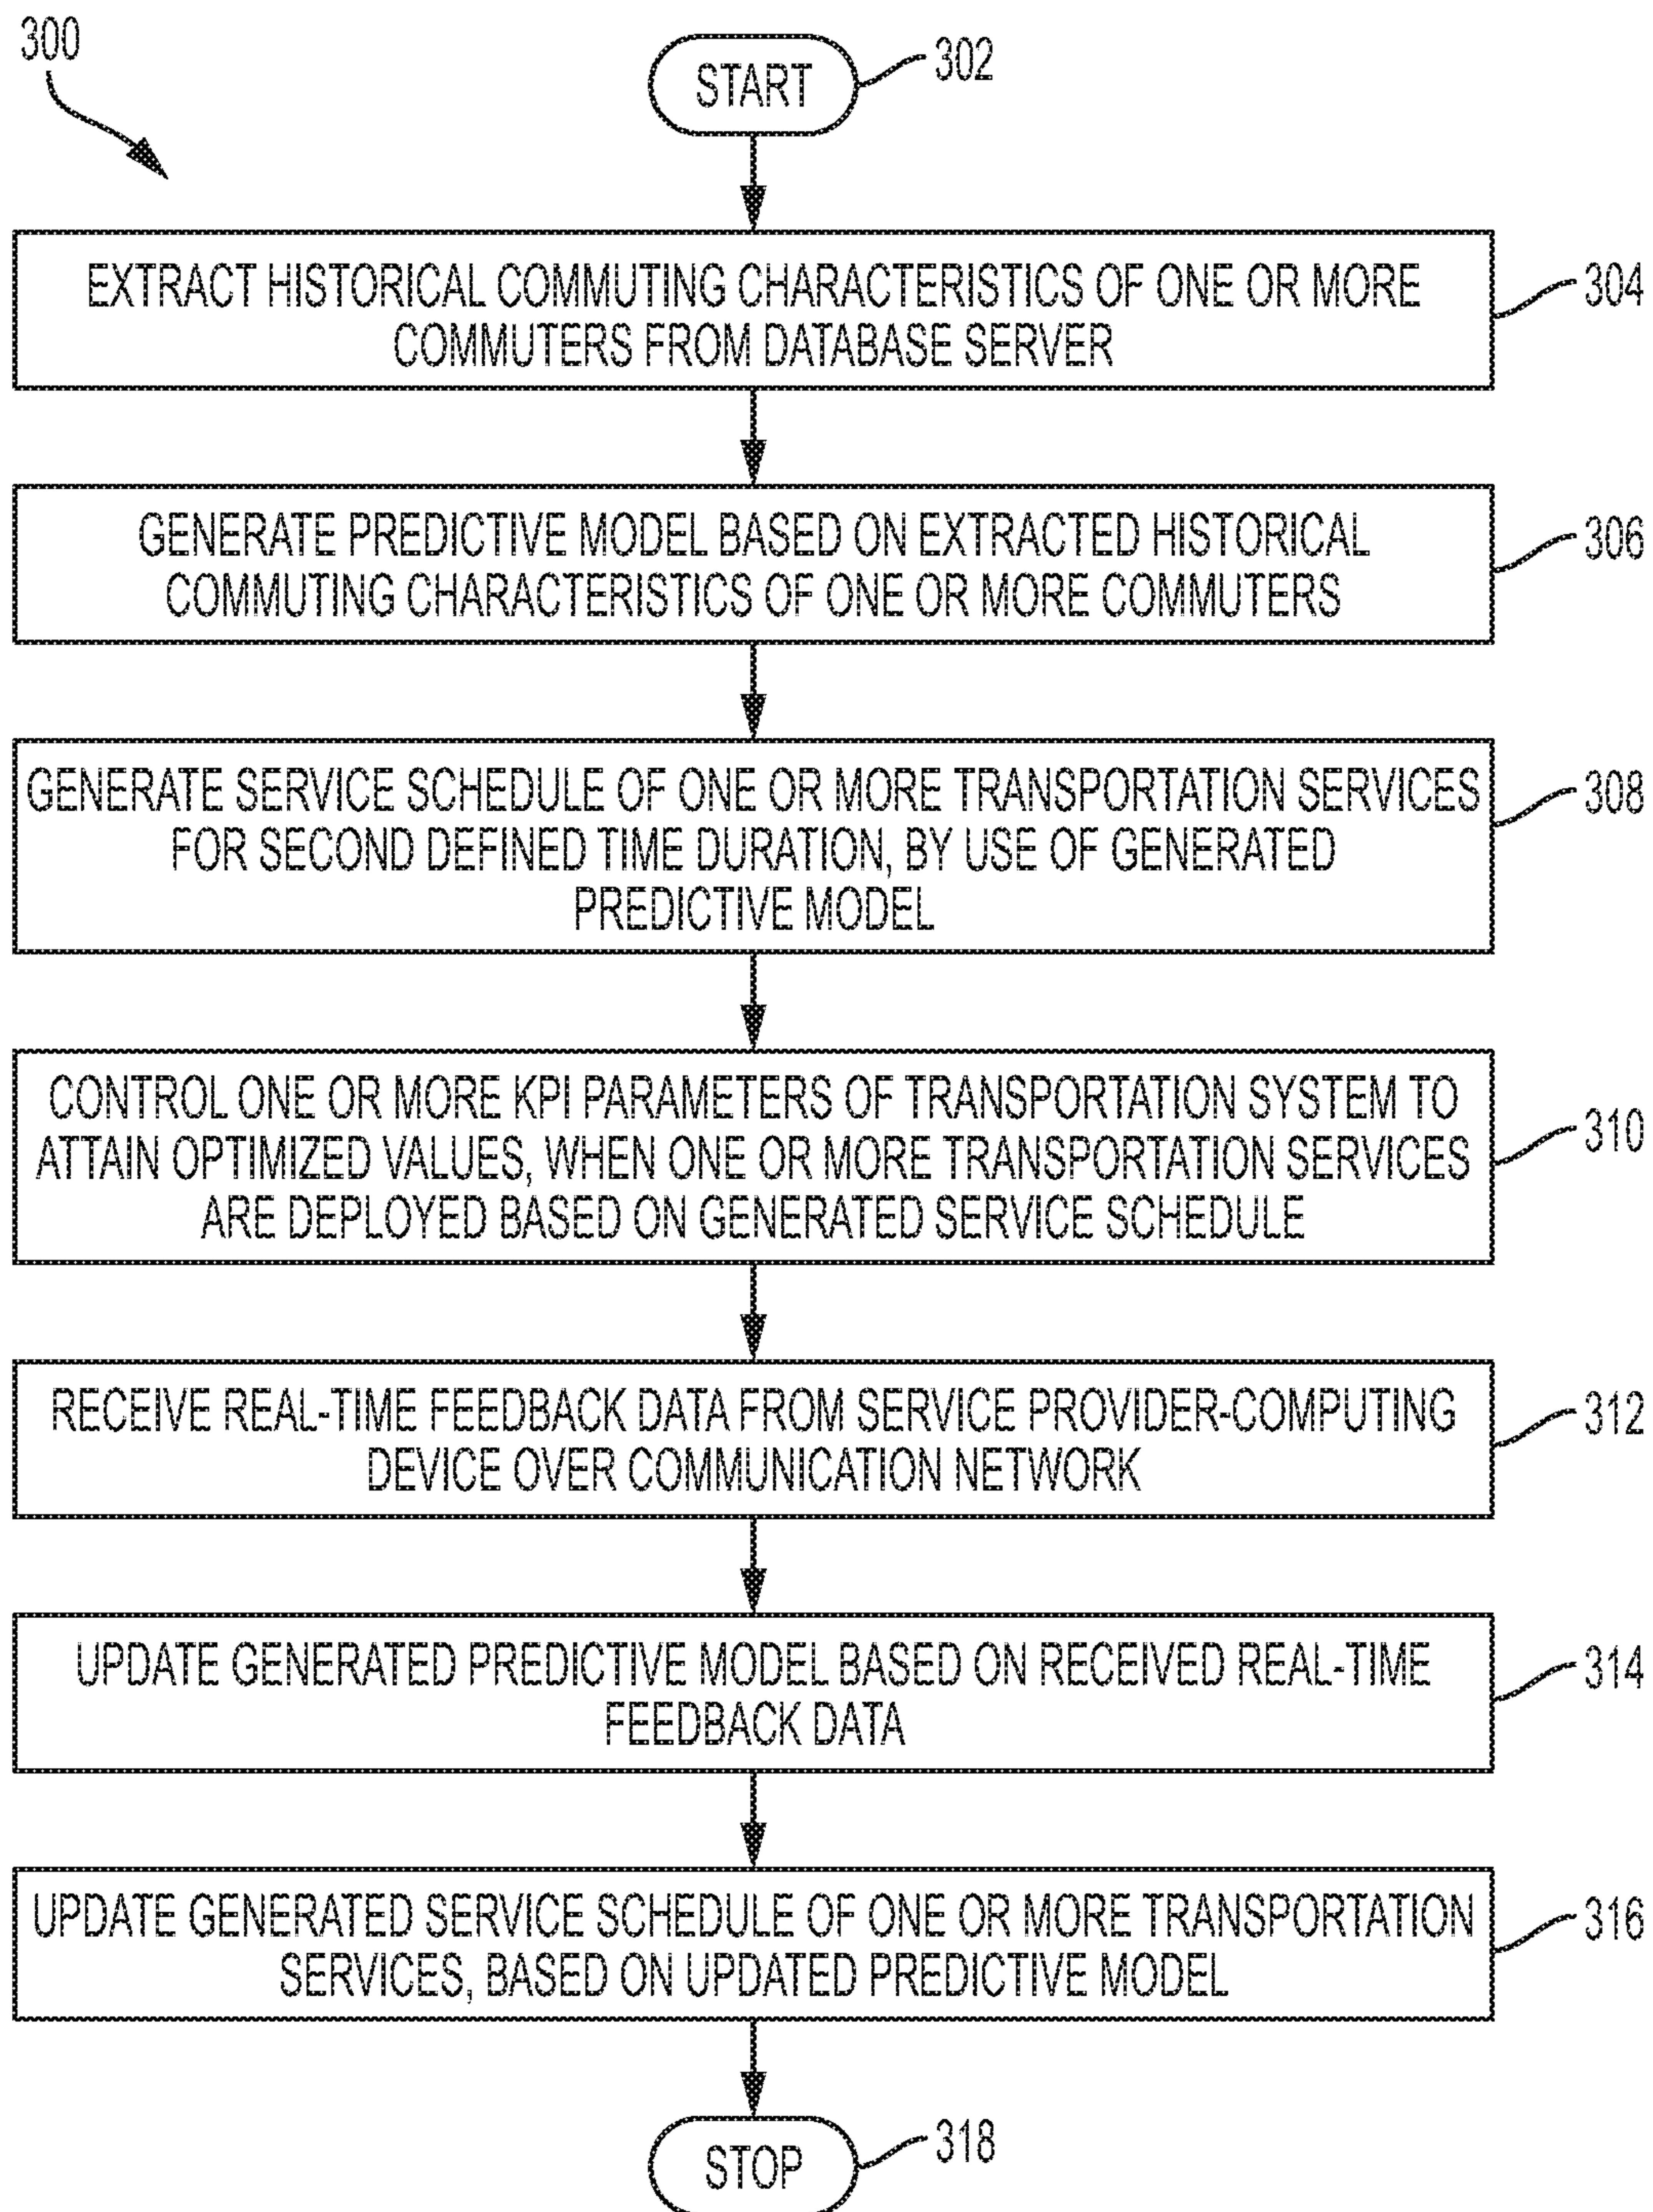 300
START
302
EXTRACT HISTORICAL COMMUTING CHARACTERISTICS OF ONE OR MORE
COMMUTERS FROM DATABASE SERVER
304
GENERATE PREDICTIVE MODEL BASED ON EXTRACTED HISTORICAL
COMMUTING CHARACTERISTICS OF ONE OR MORE COMMUTERS
306
GENERATE SERVICE SCHEDULE OF ONE OR MORE TRANSPORTATION SERVICES
FOR SECOND DEFINED TIME DURATION, BY USE OF GENERATED
PREDICTIVE MODEL
308
CONTROL ONE OR MORE KPI PARAMETERS OF TRANSPORTATION SYSTEM TO
ATTAIN OPTIMIZED VALUES, WHEN ONE OR MORE TRANSPORTATION SERVICES
ARE DEPLOYED BASED ON GENERATED SERVICE SCHEDULE
310
RECEIVE REAL-TIME FEEDBACK DATA FROM SERVICE PROVIDER-COMPUTING
DEVICE OVER COMMUNICATION NETWORK
312
UPDATE GENERATED PREDICTIVE MODEL BASED ON RECEIVED REAL-TIME
FEEDBACK DATA
314
UPDATE GENERATED SERVICE SCHEDULE OF ONE OR MORE TRANSPORTATION
SERVICES, BASED ON UPDATED PREDICTIVE MODEL
316
STOP
318